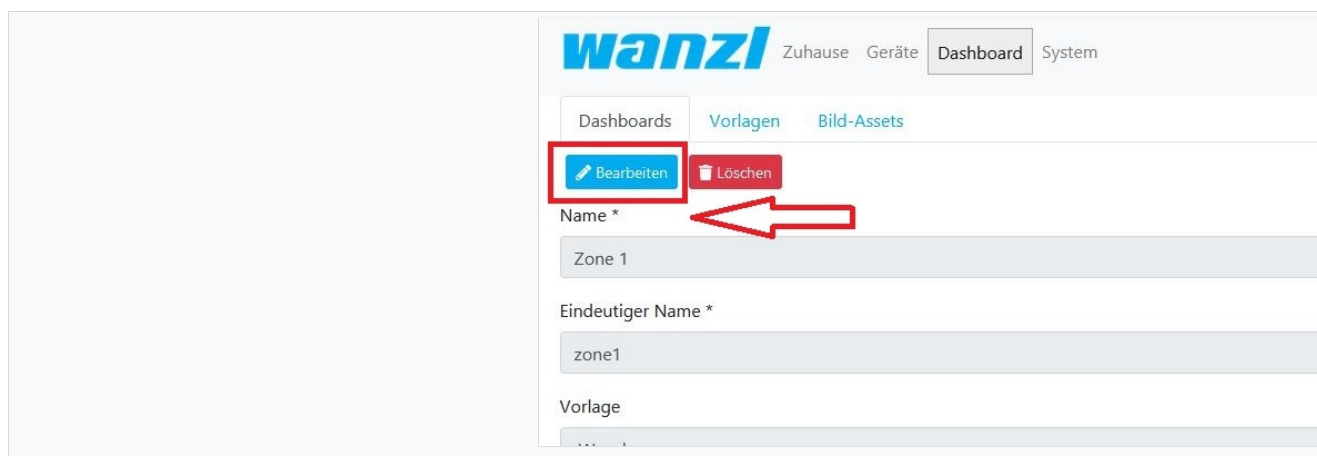 wanzl Zuhause Geräte Dashboard System
Dashboards Vorlagen Bild-Assets
Bearbeiten Löschen
Name *
Zone 1
Eindeutiger Name *
zone1
Vorlage